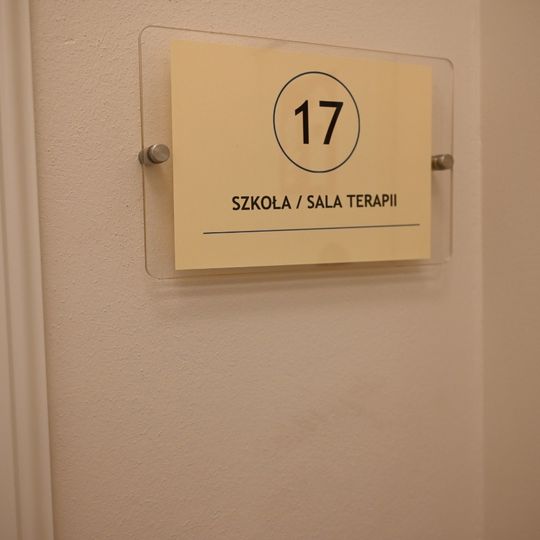 17
SZKOŁA / SALA TERAPII